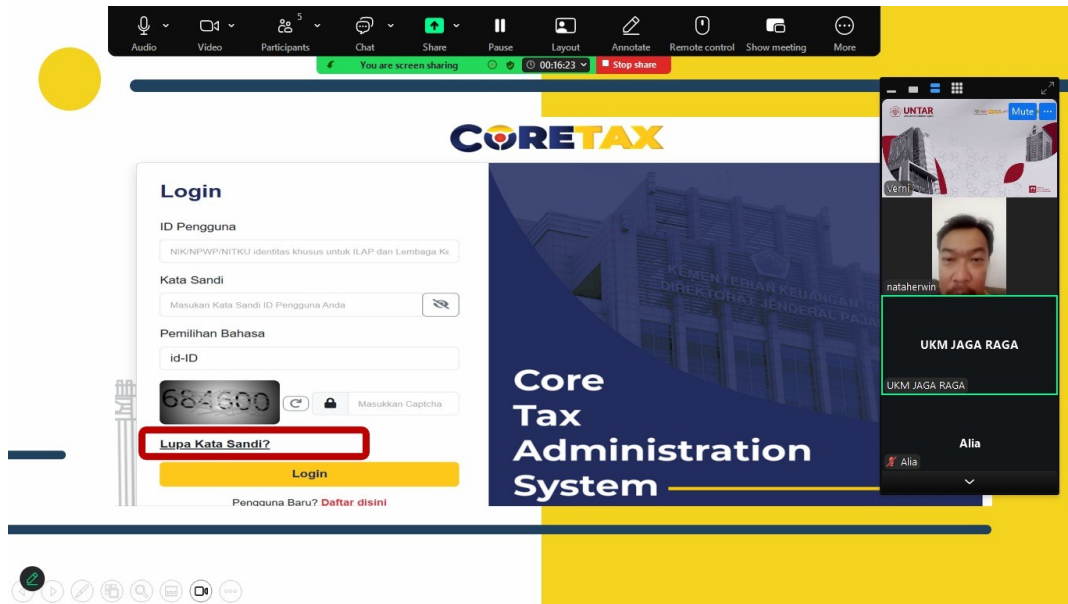 5
Audio Video Participants Chat Share Pause Layout Annotate Remote control Show meeting More
You are screen sharing 00:16:23 Stop share
CORETAX
Login
ID Pengguna
NIK/NPWP/NITKU identitas khusus untuk ILAP dan Lembaga Ke
Kata Sandi
Masukan Kata Sandi ID Pengguna Anda
Pemilihan Bahasa
id-ID
684600
Masukkan Captcha
Lupa Kata Sandi?
Login
Pengguna Baru? Daftar disini
KEMENTERIAN KEUANGAN
DIREKTORAT JENDERAL PAJA
Core
Tax
Administration
System
UNTAR
Mute
verni
nataherwin
UKM JAGA RAGA
UKM JAGA RAGA
Alia
Alia